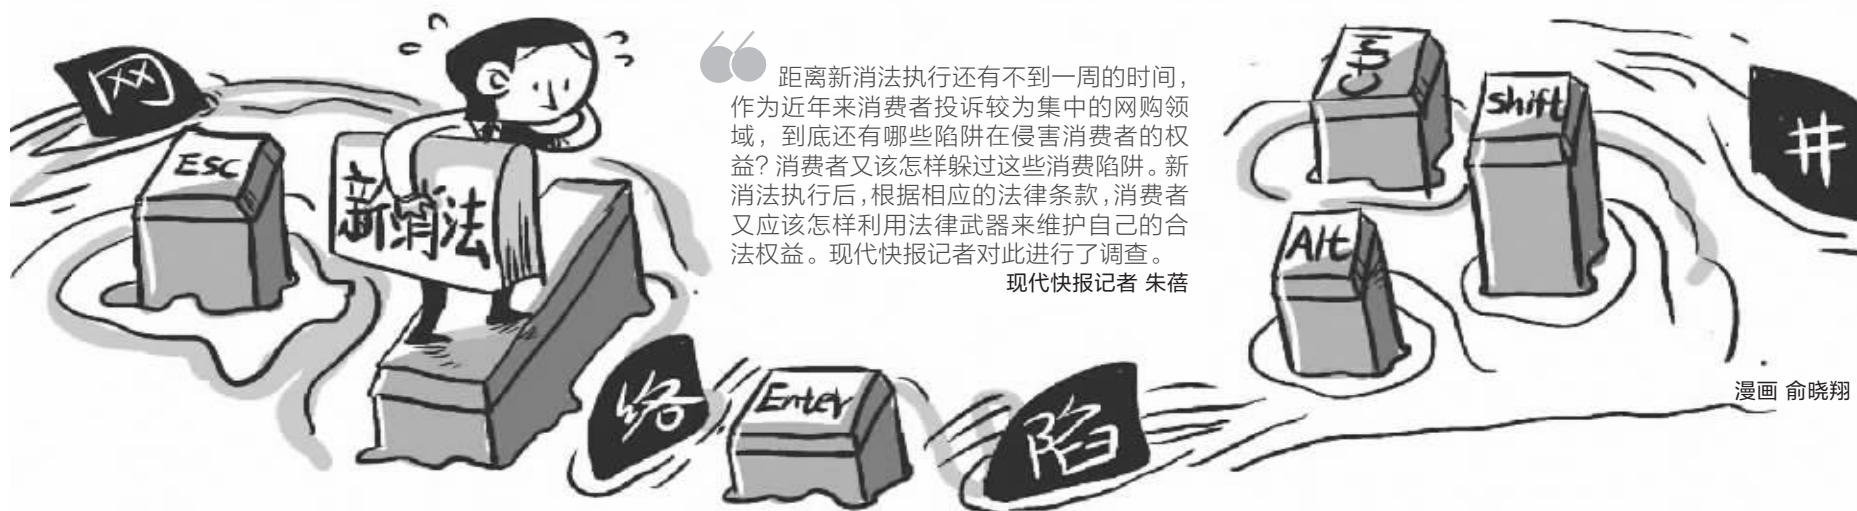 网
ESC
新消法
距离新消法执行还有不到一周的时间，
作为近年来消费者投诉较为集中的网购领
域，到底还有哪些陷阱在侵害消费者的权
益？消费者又该怎样躲过这些消费陷阱。新
消法执行后，根据相应的法律条款，消费者
又应该怎样利用法律武器来维护自己的合
法权益。现代快报记者对此进行了调查。
现代快报记者 朱蓓
Ctrl
Shift
井
Alt
络
Enter
陷
漫画 俞晓翔